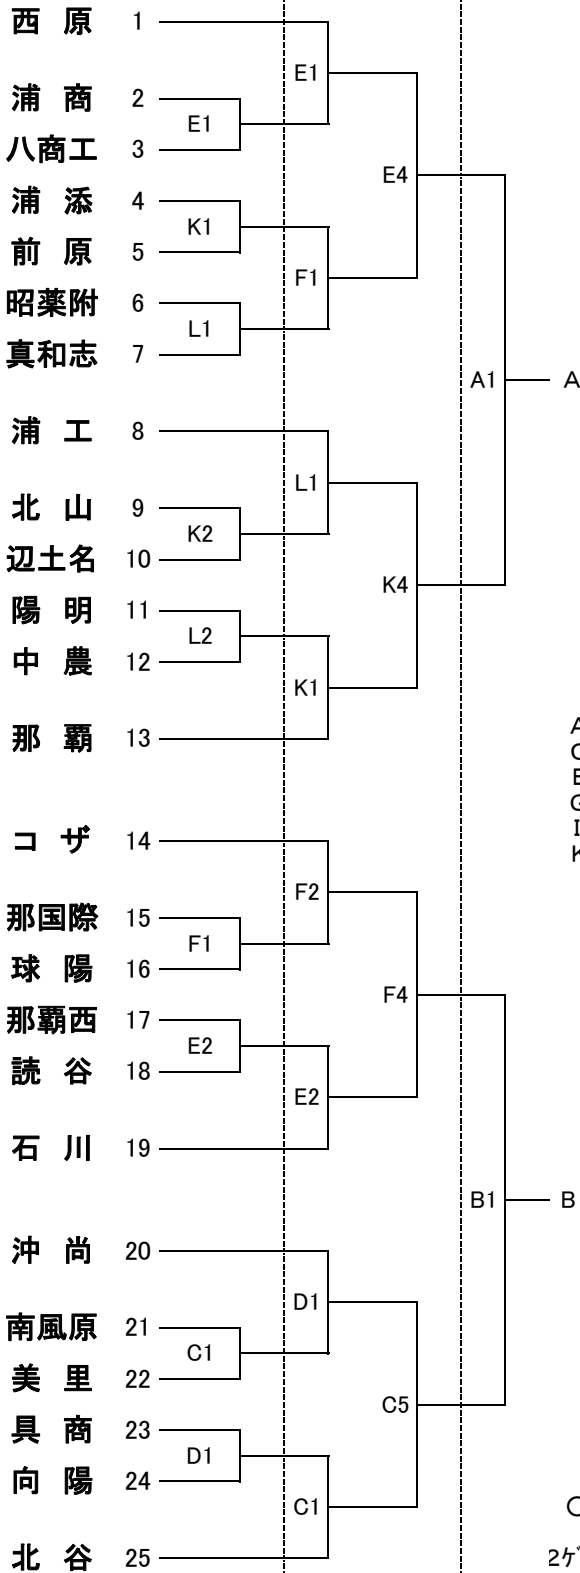 西 原 1
E1
浦 商 2
E1
八商工 3
E4
浦 添 4
K1
前 原 5
F1
昭薬附 6
L1
真和志 7
A1 A
浦 工 8
L1
北 山 9
K2
辺土名 10
K4
陽 明 11
L2
中 農 12
K1
那 覇 13
コ ザ 14
F2
那国際 15
F1
球 陽 16
F4
那覇西 17
E2
読 谷 18
E2
石 川 19
B1 B
沖 尚 20
D1
南風原 21
C1
美 里 22
C5
具 商 23
D1
向 陽 24
C1
北 谷 25